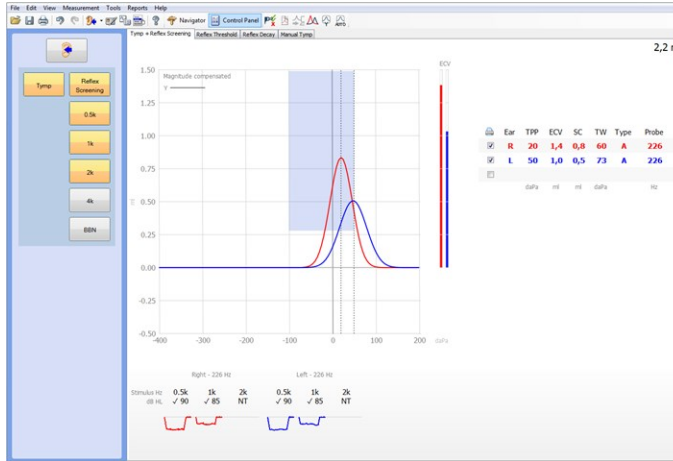 File Edit View Measurement Tools Reports Help
Navigator Control Panel AUTO
Tymp + Reflex Screening Reflex Threshold Reflex Decay Manual Tymp
2,2 m
Tymp
Reflex Screening
0.5k
1k
2k
4k
BBN
Magnitude compensated
Y
ml
1.50
1.25
1.00
0.75
0.50
0.25
0.00
-0.25
-0.50
-400 -300 -200 -100 0 100 200 daPa
ECV
Ear TPP ECV SC TW Type Probe
R 20 1,4 0,8 60 A 226
L 50 1,0 0,5 73 A 226
daPa ml ml daPa Hz
Right - 226 Hz Left - 226 Hz
Stimulus Hz 0.5k 1k 2k 0.5k 1k 2k
dB HL ✓ 90 ✓ 85 NT ✓ 90 ✓ 85 NT